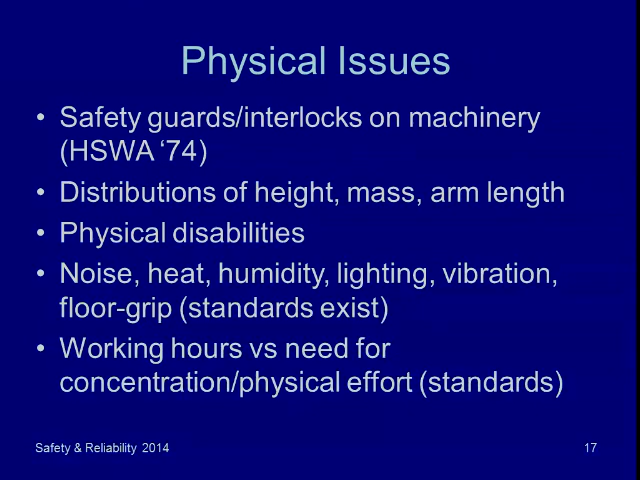 Physical Issues
• Safety guards/interlocks on machinery
(HSWA ‘74)
• Distributions of height, mass, arm length
• Physical disabilities
• Noise, heat, humidity, lighting, vibration,
floor-grip (standards exist)
• Working hours vs need for
concentration/physical effort (standards)
Safety & Reliability 2014
17